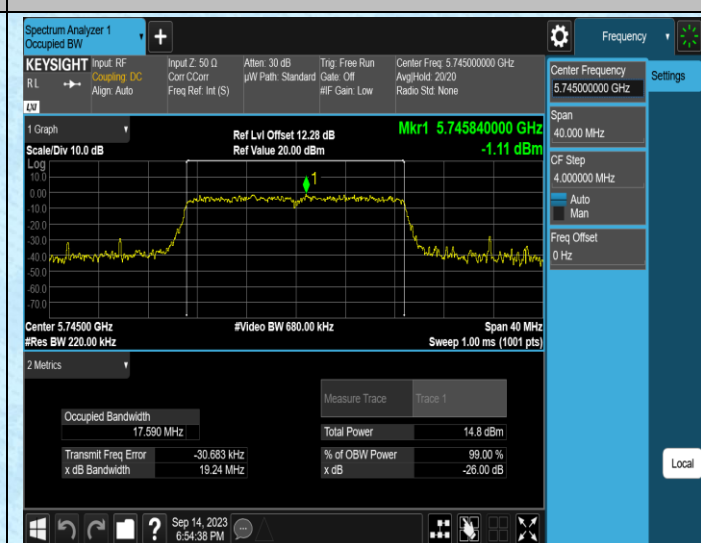 Spectrum Analyzer 1
Occupied BW
Frequency
KEYSIGHT
RL
LXI
Input: RF
Coupling: DC
Align: Auto
Input Z: 50 Ω
Corr CCorr
Freq Ref: Int (S)
Atten: 30 dB
µW Path: Standard
Trig: Free Run
Gate: Off
#IF Gain: Low
Center Freq: 5.745000000 GHz
Avg|Hold: 20/20
Radio Std: None
Center Frequency
5.745000000 GHz
Settings
Span
40.000 MHz
CF Step
4.000000 MHz
Auto
Man
Freq Offset
0 Hz
Local
1 Graph
Scale/Div 10.0 dB
Ref Lvl Offset 12.28 dB
Ref Value 20.00 dBm
Mkr1 5.745840000 GHz
-1.11 dBm
Log
10.0
0.00
-10.0
-20.0
-30.0
-40.0
-50.0
-60.0
-70.0
1
Center 5.74500 GHz
#Res BW 220.00 kHz
#Video BW 680.00 kHz
Span 40 MHz
Sweep 1.00 ms (1001 pts)
2 Metrics
Measure Trace Trace 1
Occupied Bandwidth
17.590 MHz
Total Power 14.8 dBm
Transmit Freq Error -30.683 kHz
% of OBW Power 99.00 %
x dB Bandwidth 19.24 MHz
x dB -26.00 dB
?
Sep 14, 2023
6:54:38 PM